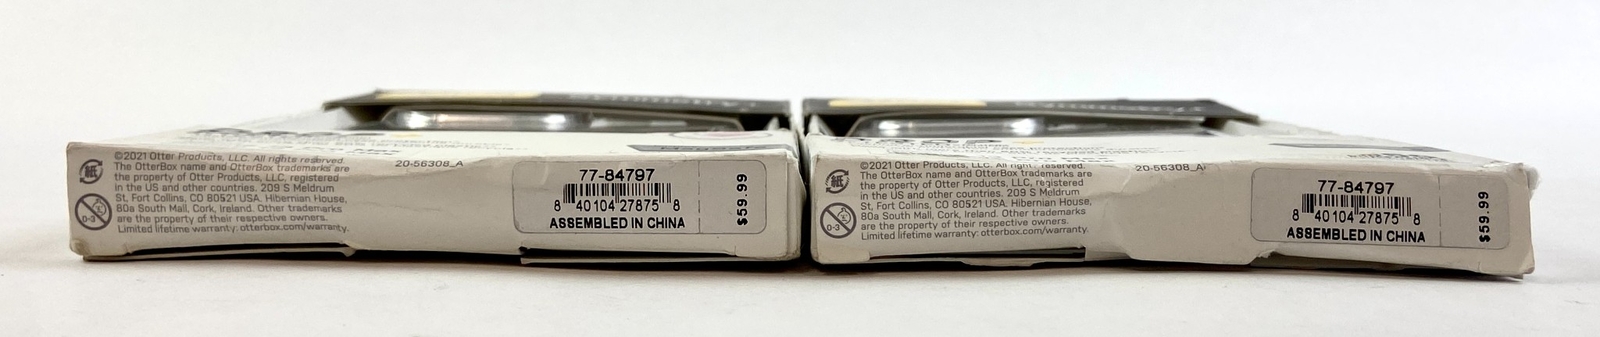 ©2021 Otter Products, LLC. All rights reserved.
The OtterBox name and OtterBox trademarks are
the property of Otter Products, LLC, registered
in the US and other countries. 209 S Meldrum
St, Fort Collins, CO 80521 USA. Hibernian House,
80a South Mall, Cork, Ireland. Other trademarks
are the property of their respective owners.
Limited lifetime warranty: otterbox.com/warranty.
D-3
20-56308_A
77-84797
8 40104 27875 8
ASSEMBLED IN CHINA
$59.99
©2021 Otter Products, LLC. All rights reserved.
The OtterBox name and OtterBox trademarks are
the property of Otter Products, LLC, registered
in the US and other countries. 209 S Meldrum
St, Fort Collins, CO 80521 USA. Hibernian House,
80a South Mall, Cork, Ireland. Other trademarks
are the property of their respective owners.
Limited lifetime warranty: otterbox.com/warranty.
D-3
20-56308_A
77-84797
8 40104 27875 8
ASSEMBLED IN CHINA
$59.99